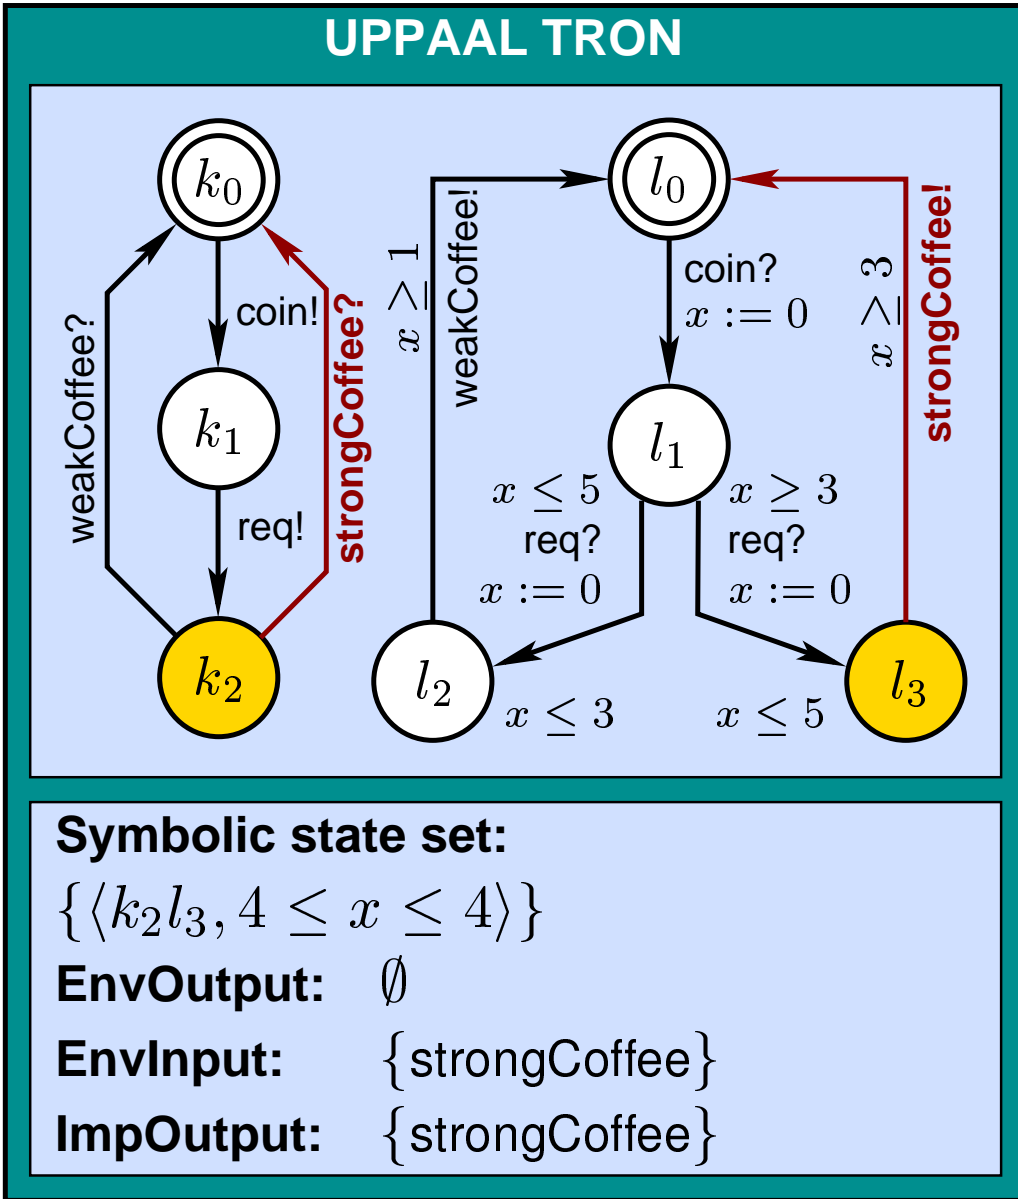 UPPAAL TRON
k₀
coin!
weakCoffee?
strongCoffee?
k₁
req!
k₂
l₀
x ≥ 1
weakCoffee!
coin?
x := 0
x ≥ 3
strongCoffee!
l₁
x ≤ 5
req?
x := 0
x ≥ 3
req?
x := 0
l₂
x ≤ 3
x ≤ 5
l₃
Symbolic state set:
{⟨k₂l₃, 4 ≤ x ≤ 4⟩}
EnvOutput: ∅
EnvInput: {strongCoffee}
ImpOutput: {strongCoffee}